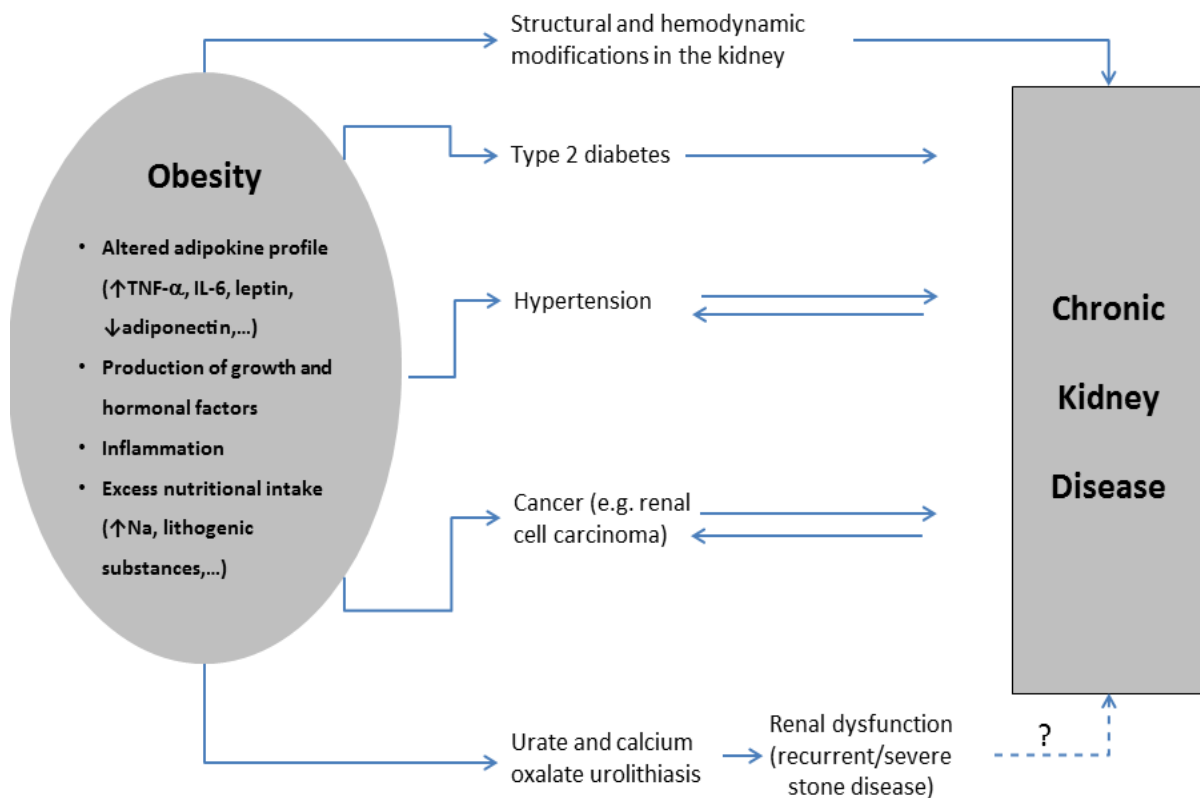 Structural and hemodynamic
modifications in the kidney
Obesity
• Altered adipokine profile
(↑TNF-α, IL-6, leptin,
↓adiponectin,...)
• Production of growth and
hormonal factors
• Inflammation
• Excess nutritional intake
(↑Na, lithogenic
substances,...)
Type 2 diabetes
Hypertension
Cancer (e.g. renal
cell carcinoma)
Urate and calcium
oxalate urolithiasis
Renal dysfunction
(recurrent/severe
stone disease)
?
Chronic
Kidney
Disease